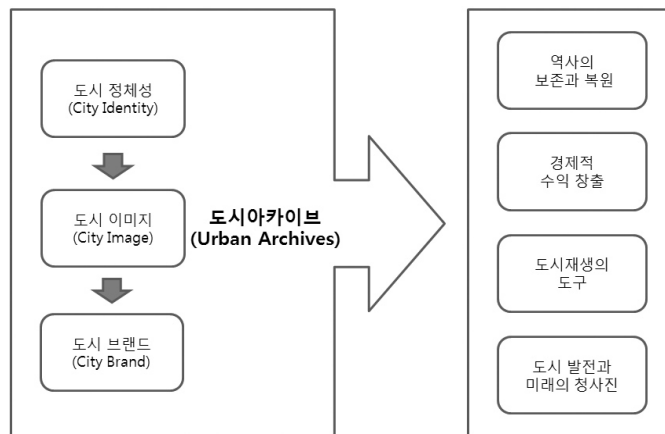 도시 정체성
(City Identity)
도시 이미지
(City Image)
도시 브랜드
(City Brand)
도시아카이브
(Urban Archives)
역사의
보존과 복원
경제적
수익 창출
도시재생의
도구
도시 발전과
미래의 청사진